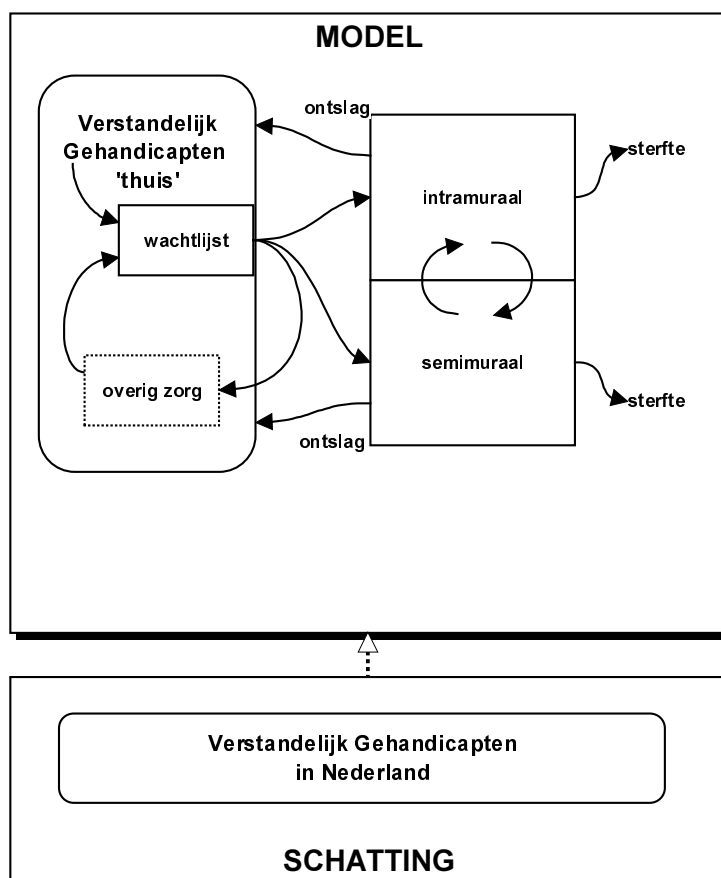 MODEL
Verstandelijk
Gehandicapten
'thuis'
wachtlijst
overig zorg
ontslag
intramuraal
sterfte
semimuraal
sterfte
ontslag
Verstandelijk Gehandicapten
in Nederland
SCHATTING